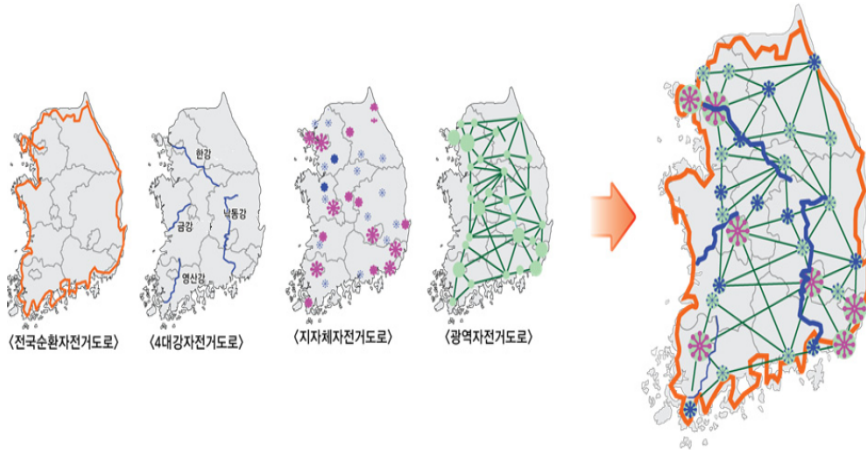 한강
금강
낙동강
영산강
〈전국순환자전거도로〉
〈4대강자전거도로〉
〈지자체자전거도로〉
〈광역자전거도로〉